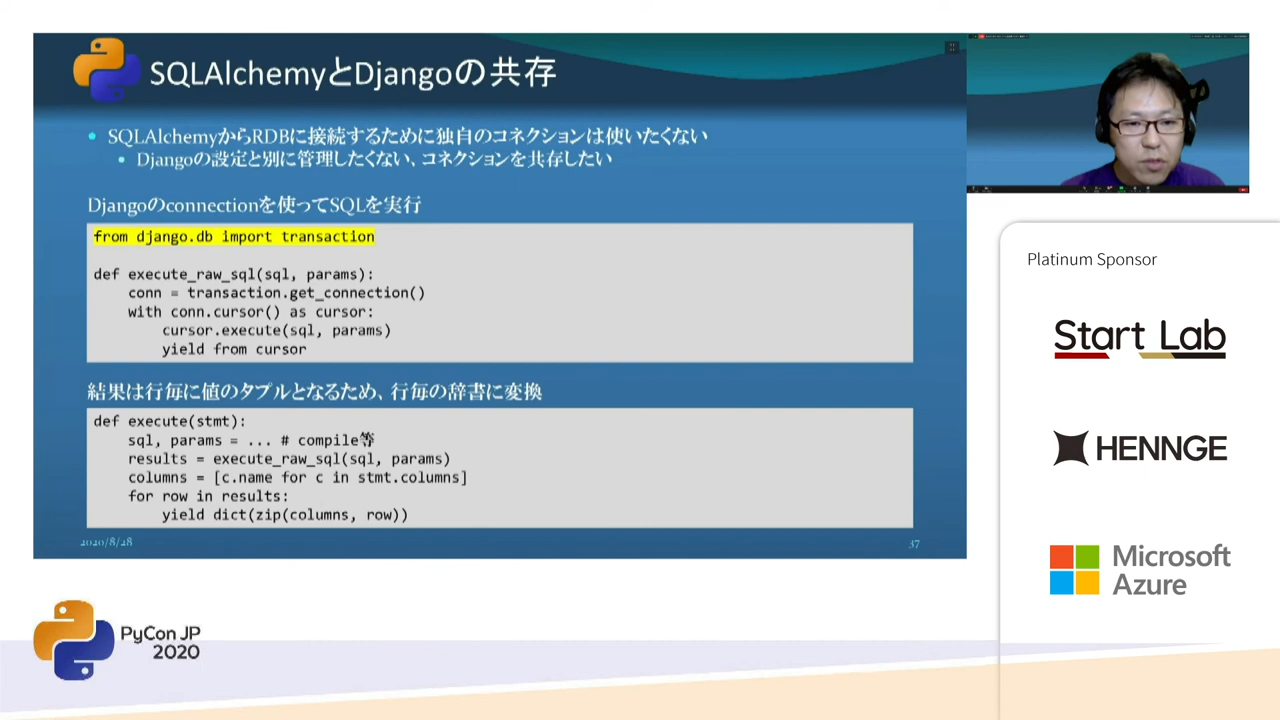 SQLAlchemyとDjangoの共存
• SQLAlchemyからRDBに接続するために独自のコネクションは使いたくない
• Djangoの設定と別に管理したくない、コネクションを共存したい
Djangoのconnectionを使ってSQLを実行
from django.db import transaction
def execute_raw_sql(sql, params):
    conn = transaction.get_connection()
    with conn.cursor() as cursor:
        cursor.execute(sql, params)
        yield from cursor
結果は行毎に値のタプルとなるため、行毎の辞書に変換
def execute(stmt):
    sql, params = ... # compile等
    results = execute_raw_sql(sql, params)
    columns = [c.name for c in stmt.columns]
    for row in results:
        yield dict(zip(columns, row))
2020/8/28
37
Platinum Sponsor
Start Lab
HENNGE
Microsoft
Azure
PyCon JP
2020